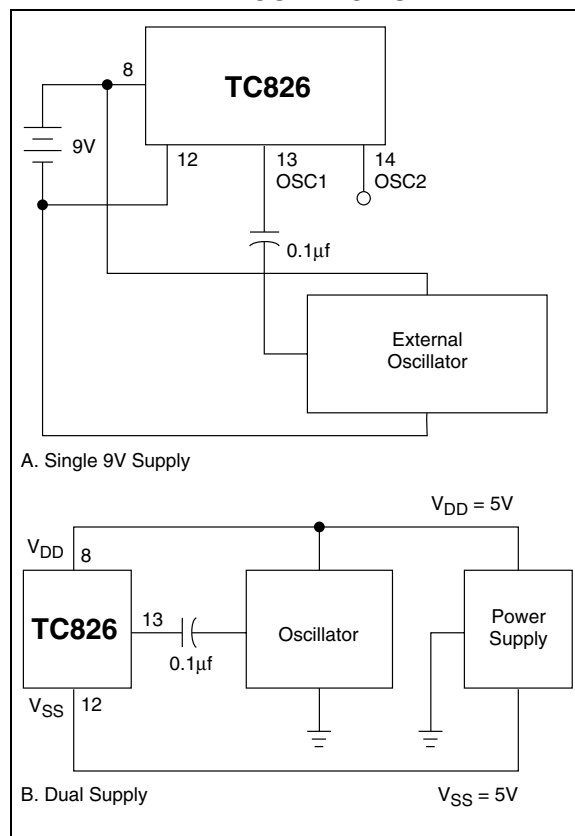 TC826
8
9V
12
13
14
OSC1
OSC2
0.1µf
External
Oscillator
A. Single 9V Supply
VDD = 5V
VDD
8
TC826
13
0.1µf
Oscillator
Power
Supply
VSS
12
B. Dual Supply
VSS = 5V